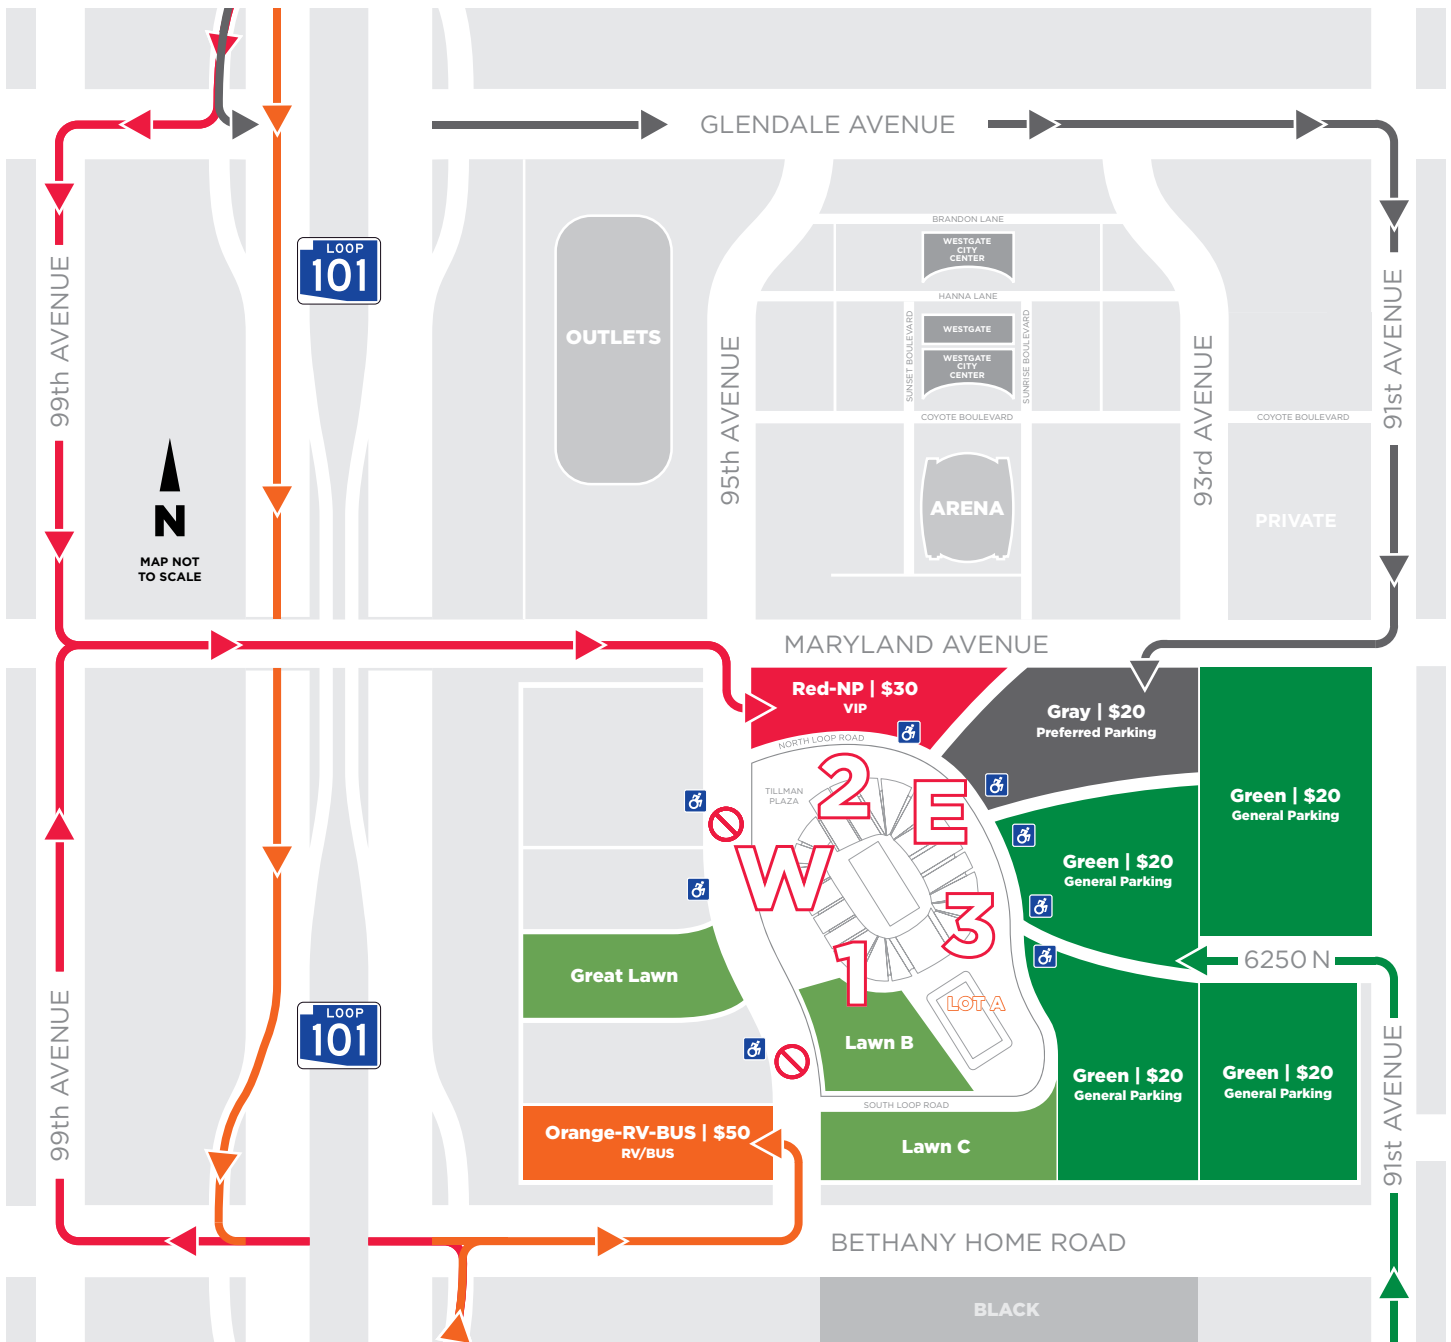 GLENDALE AVENUE
BRANDON LANE
WESTGATE
CITY
CENTER
LOOP
101
99th AVENUE
HANNA LANE
91st AVENUE
OUTLETS
SUNSET BOULEVARD
WESTGATE
SUNRISE BOULEVARD
WESTGATE
CITY
CENTER
95th AVENUE
93rd AVENUE
COYOTE BOULEVARD
COYOTE BOULEVARD
N
MAP NOT
TO SCALE
ARENA
PRIVATE
MARYLAND AVENUE
Red-NP | $30
VIP
Gray | $20
Preferred Parking
NORTH LOOP ROAD
TILLMAN
PLAZA
2
E
Green | $20
General Parking
Green | $20
General Parking
W
3
1
6250 N
Great Lawn
LOT A
LOOP
101
Lawn B
99th AVENUE
91st AVENUE
Green | $20
General Parking
Green | $20
General Parking
SOUTH LOOP ROAD
Orange-RV-BUS | $50
RV/BUS
Lawn C
BETHANY HOME ROAD
BLACK